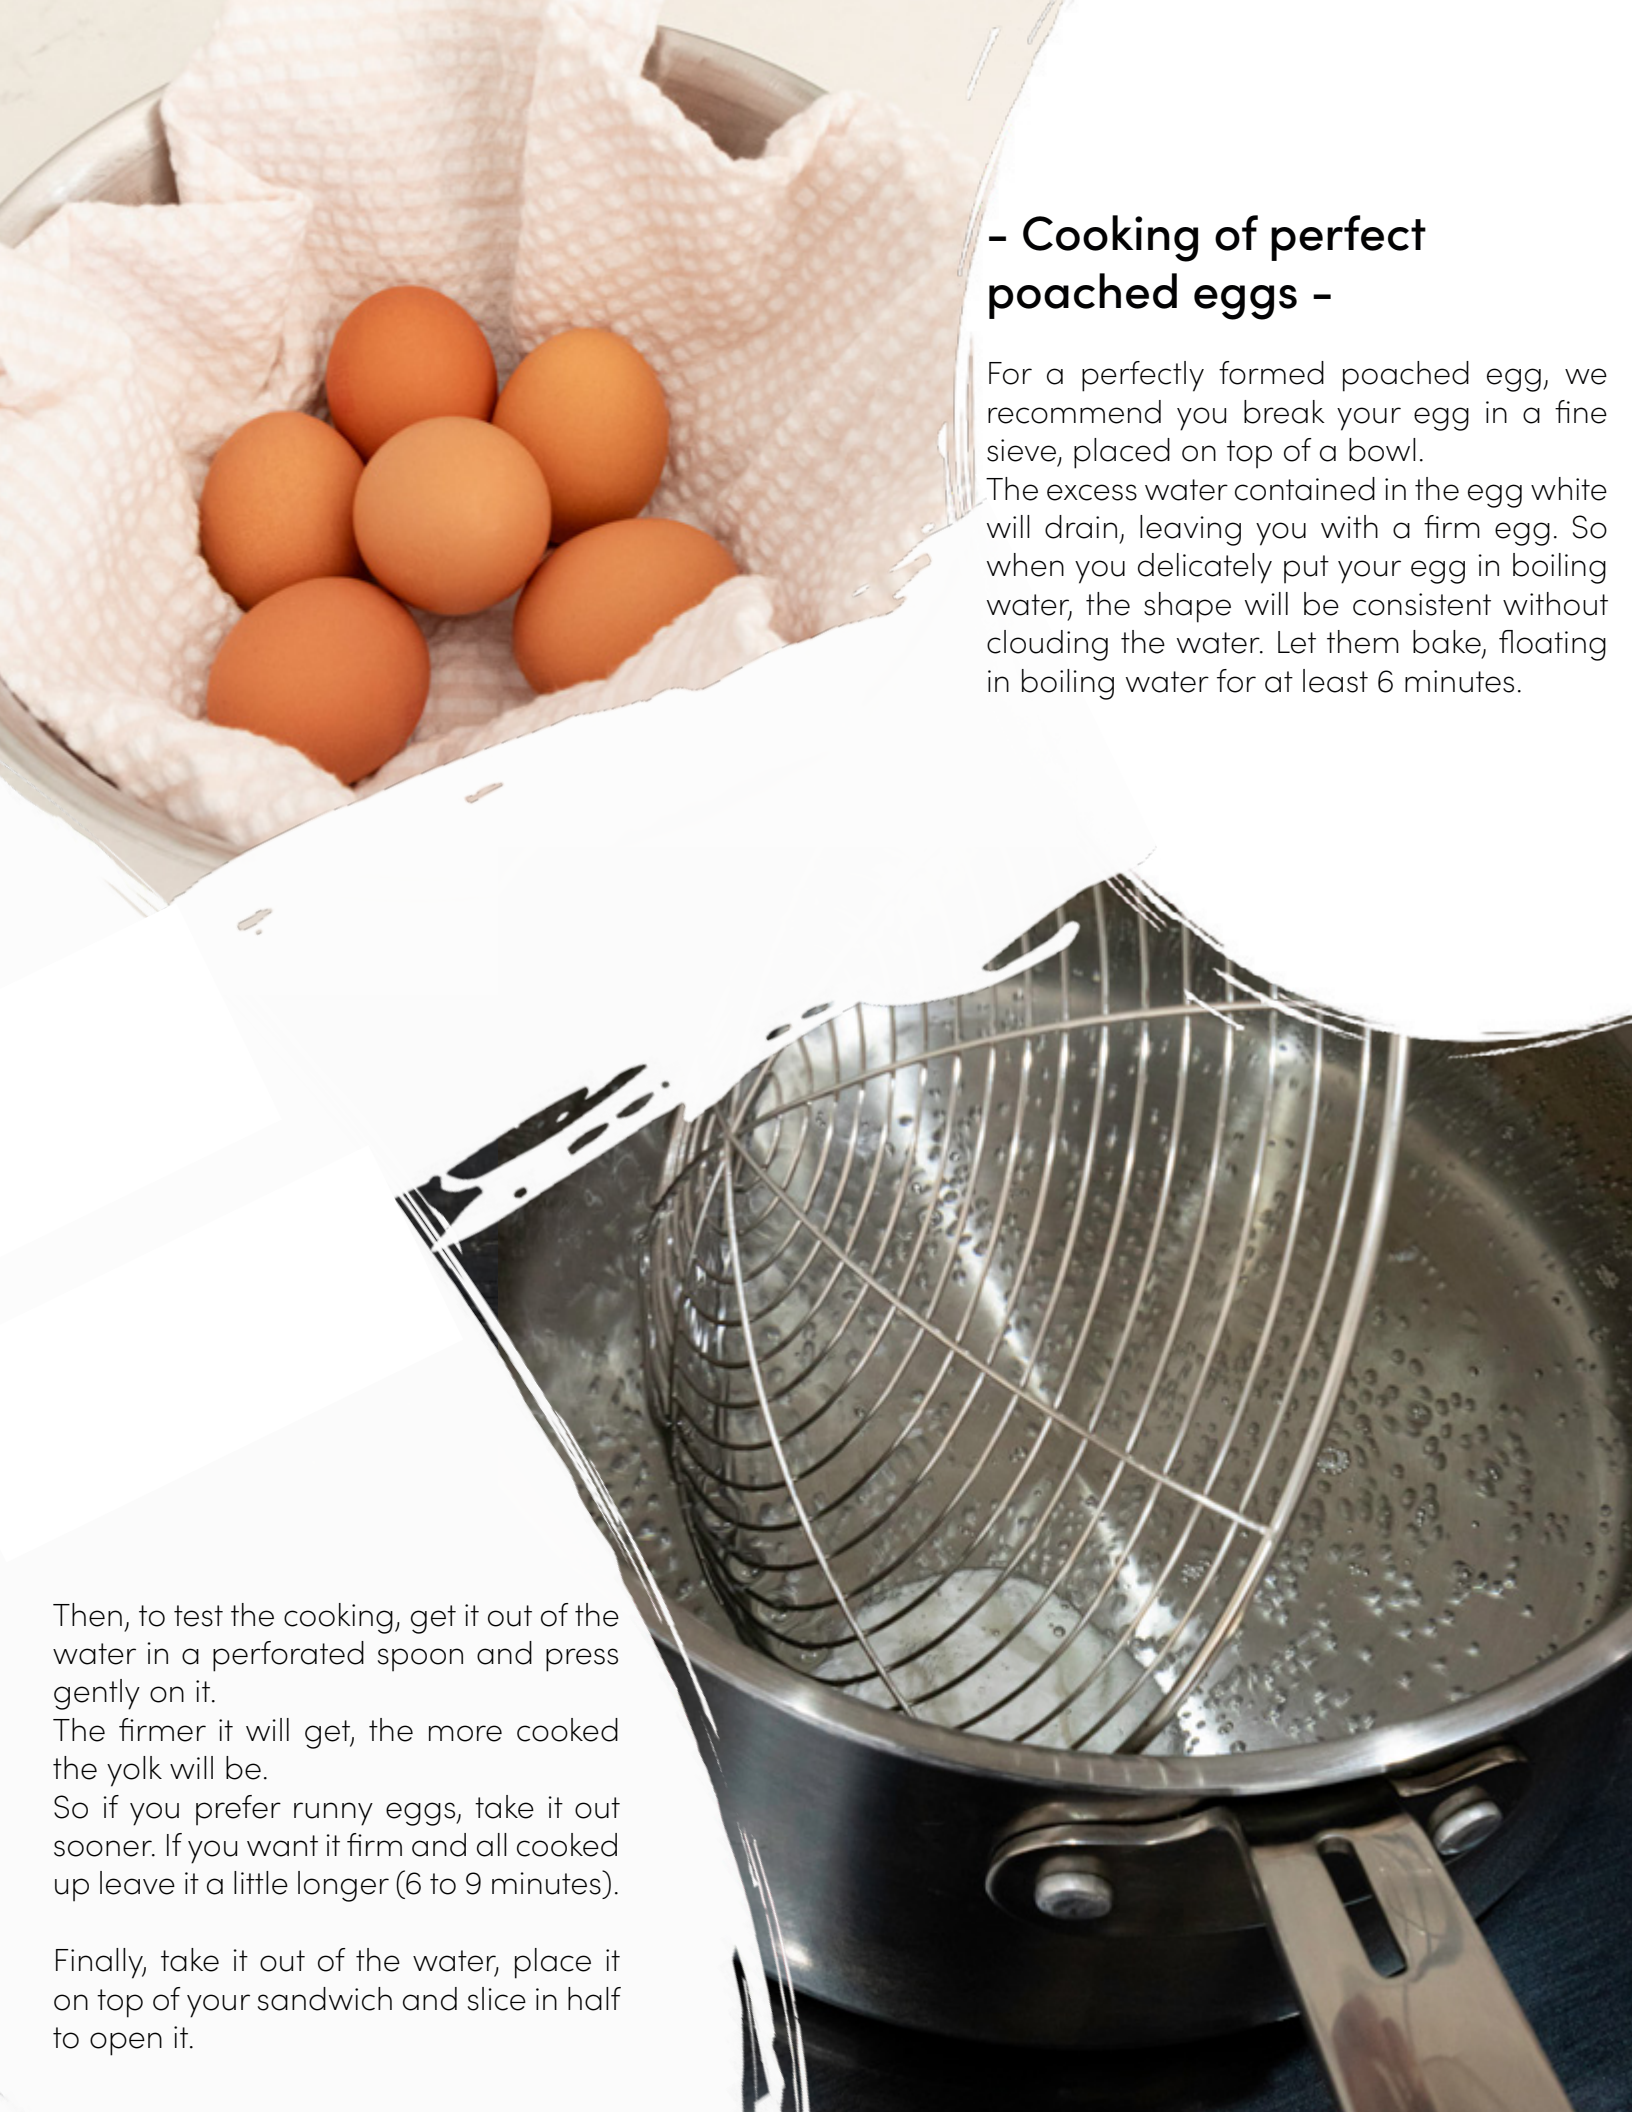 - Cooking of perfect
poached eggs -
For a perfectly formed poached egg, we
recommend you break your egg in a fine
sieve, placed on top of a bowl.
The excess water contained in the egg white
will drain, leaving you with a firm egg. So
when you delicately put your egg in boiling
water, the shape will be consistent without
clouding the water. Let them bake, floating
in boiling water for at least 6 minutes.
Then, to test the cooking, get it out of the
water in a perforated spoon and press
gently on it.
The firmer it will get, the more cooked
the yolk will be.
So if you prefer runny eggs, take it out
sooner. If you want it firm and all cooked
up leave it a little longer (6 to 9 minutes).
Finally, take it out of the water, place it
on top of your sandwich and slice in half
to open it.